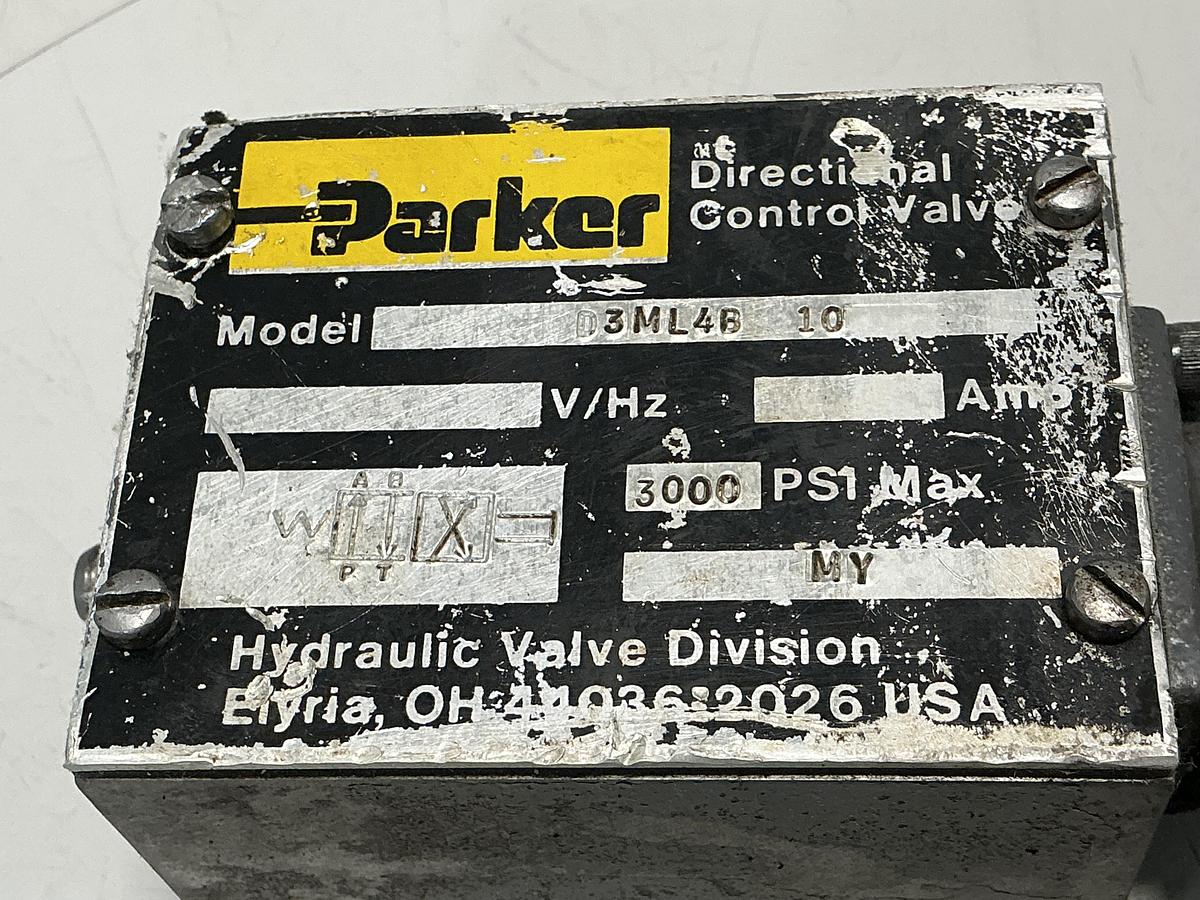 Parker
Directional
Control Valve
Model D3ML4B 10
V/Hz Amp
A B
3000 PSI Max
P T
MY
Hydraulic Valve Division
Elyria, OH 44036-2026 USA